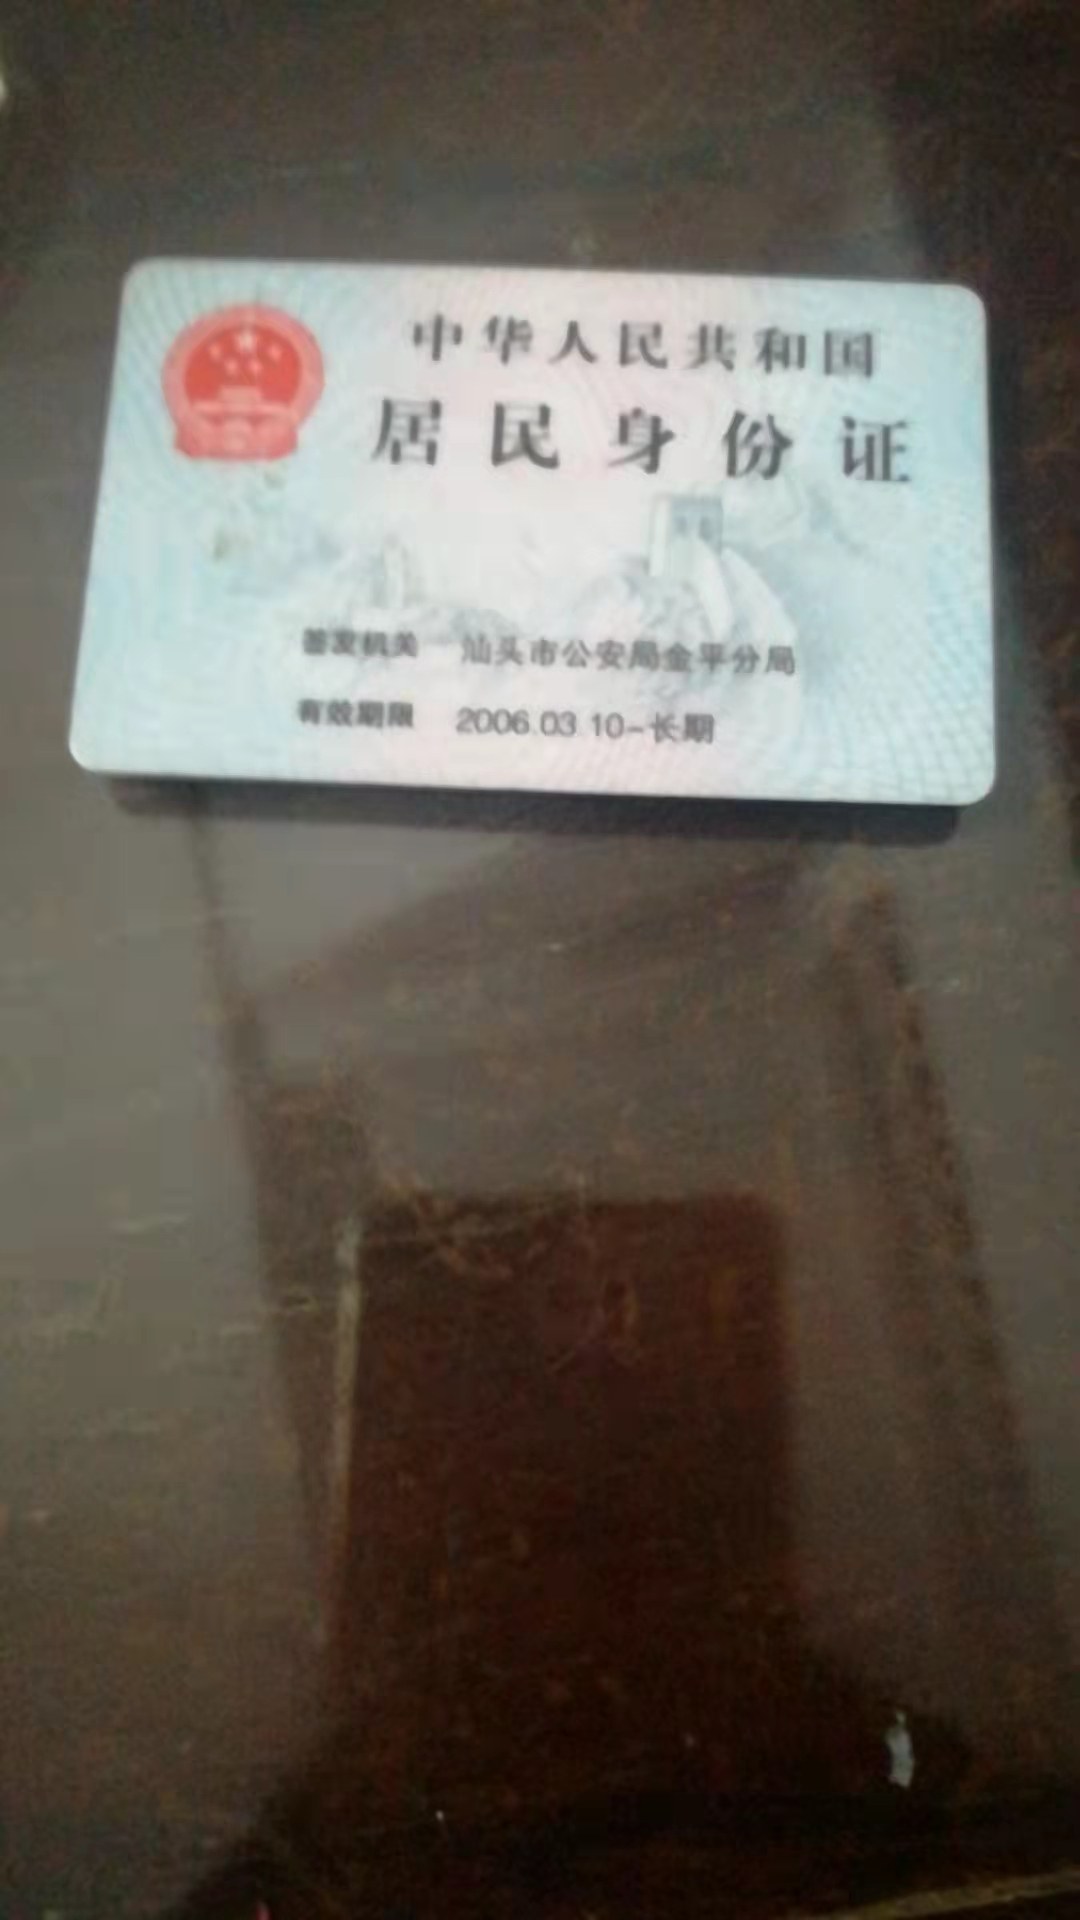 中华人民共和国
居民身份证
签发机关 汕头市公安局金平分局
有效期限 2006.03 10-长期